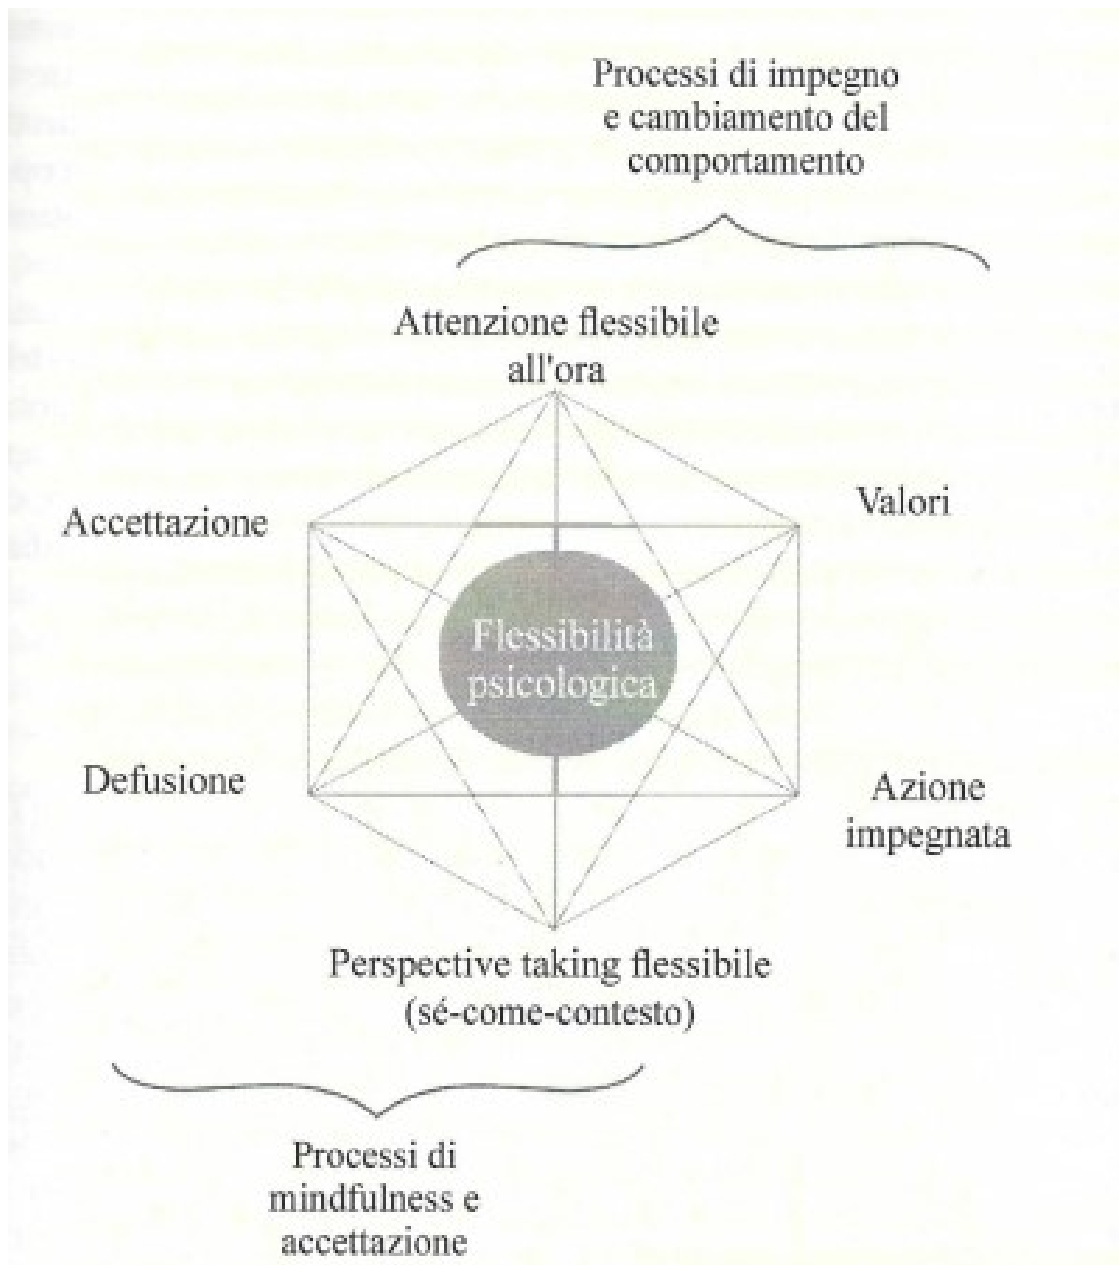 Processi di impegno
e cambiamento del
comportamento
Attenzione flessibile
all'ora
Accettazione
Valori
Flessibilità
psicologica
Defusione
Azione
impegnata
Perspective taking flessibile
(sé-come-contesto)
Processi di
mindfulness e
accettazione